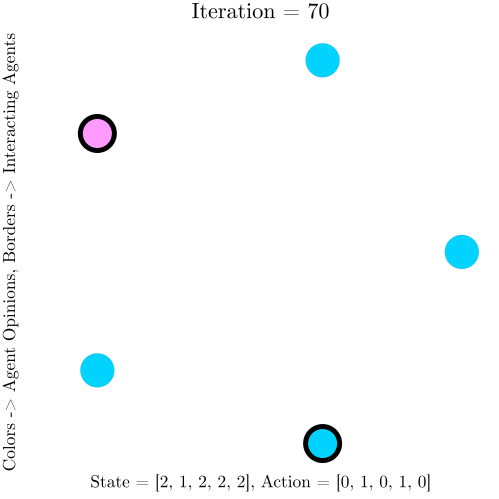 Iteration = 70
Colors -> Agent Opinions, Borders -> Interacting Agents
State = [2, 1, 2, 2, 2], Action = [0, 1, 0, 1, 0]